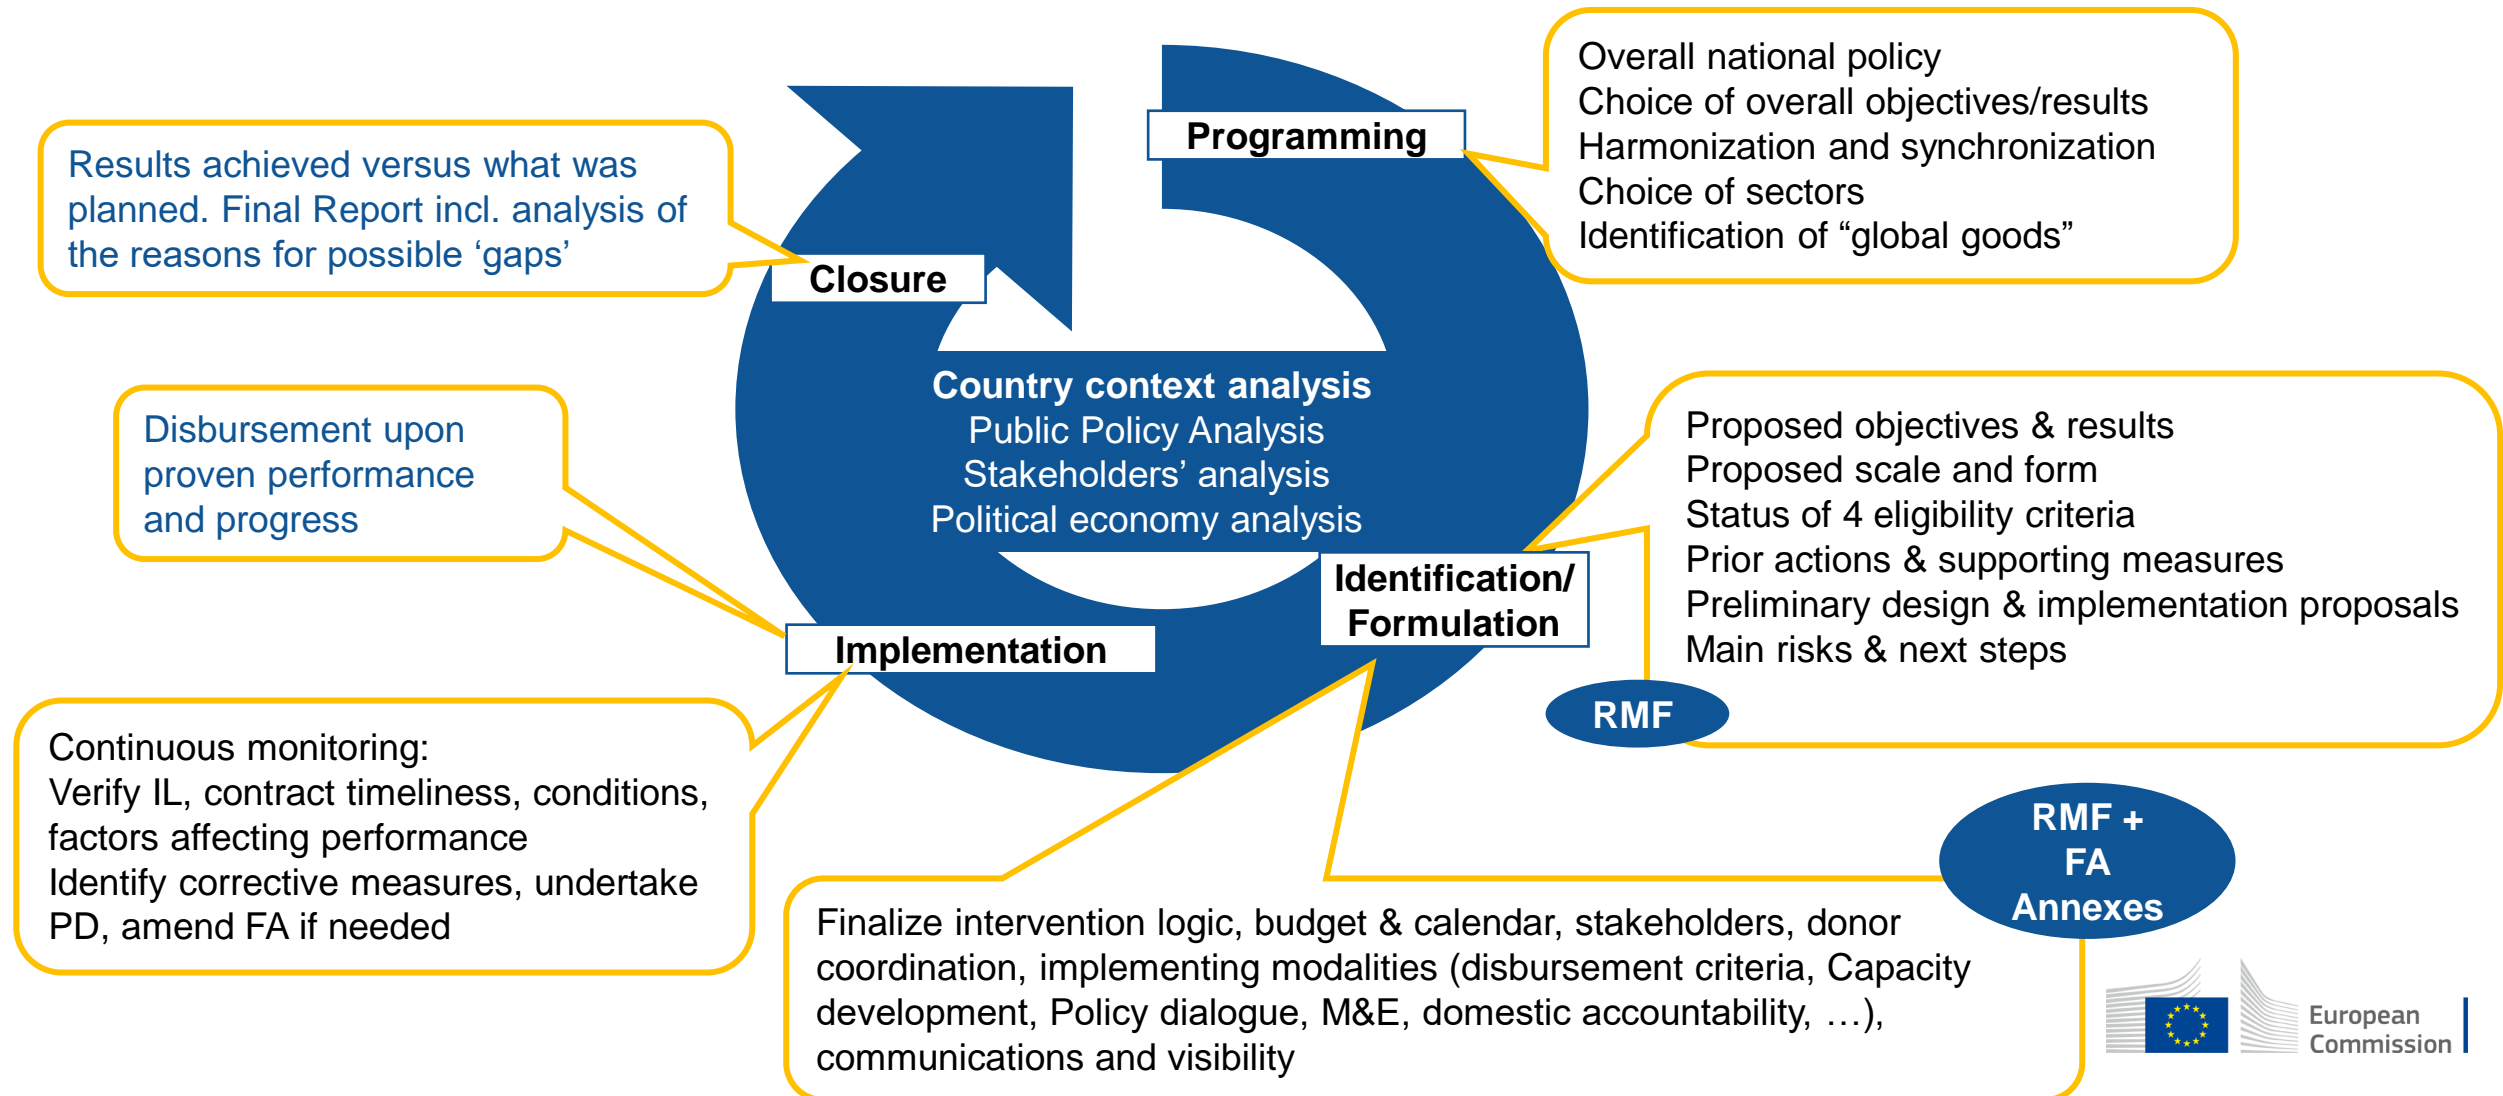 Programming
Overall national policy
Choice of overall objectives/results
Harmonization and synchronization
Choice of sectors
Identification of “global goods”
Results achieved versus what was
planned. Final Report incl. analysis of
the reasons for possible ‘gaps’
Closure
Country context analysis
Public Policy Analysis
Stakeholders’ analysis
Political economy analysis
Disbursement upon
proven performance
and progress
Proposed objectives & results
Proposed scale and form
Status of 4 eligibility criteria
Prior actions & supporting measures
Preliminary design & implementation proposals
Main risks & next steps
Identification/
Formulation
Implementation
RMF
Continuous monitoring:
Verify IL, contract timeliness, conditions,
factors affecting performance
Identify corrective measures, undertake
PD, amend FA if needed
RMF +
FA
Annexes
Finalize intervention logic, budget & calendar, stakeholders, donor
coordination, implementing modalities (disbursement criteria, Capacity
development, Policy dialogue, M&E, domestic accountability, …),
communications and visibility
European
Commission